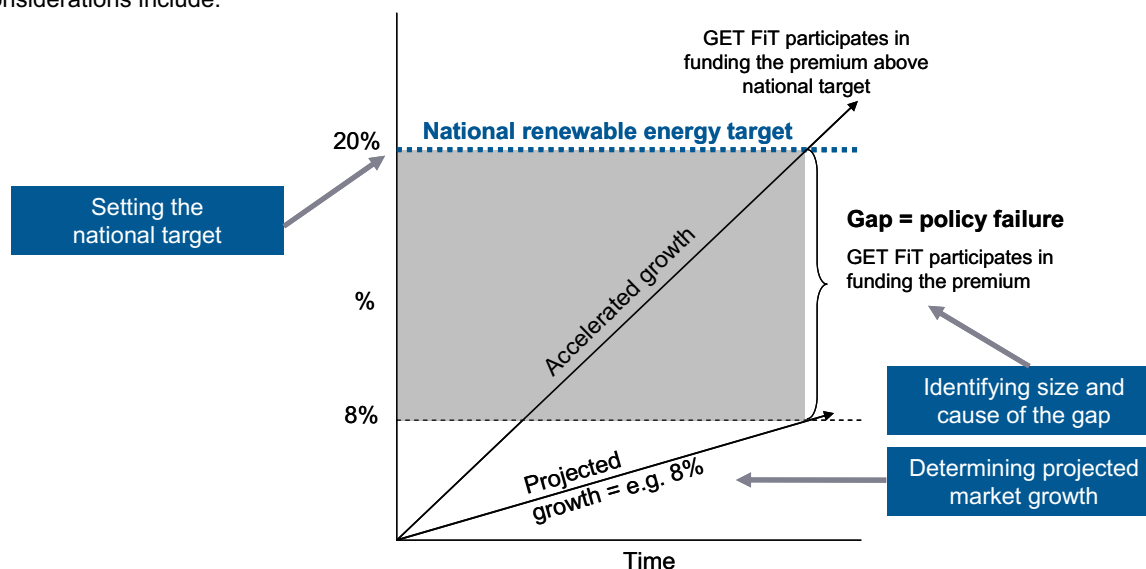 onsiderations include:
GET FiT participates in
funding the premium above
national target
20%
National renewable energy target
Setting the
national target
Gap = policy failure
GET FiT participates in
funding the premium
Accelerated growth
%
8%
Identifying size and
cause of the gap
Projected
growth = e.g. 8%
Determining projected
market growth
Time